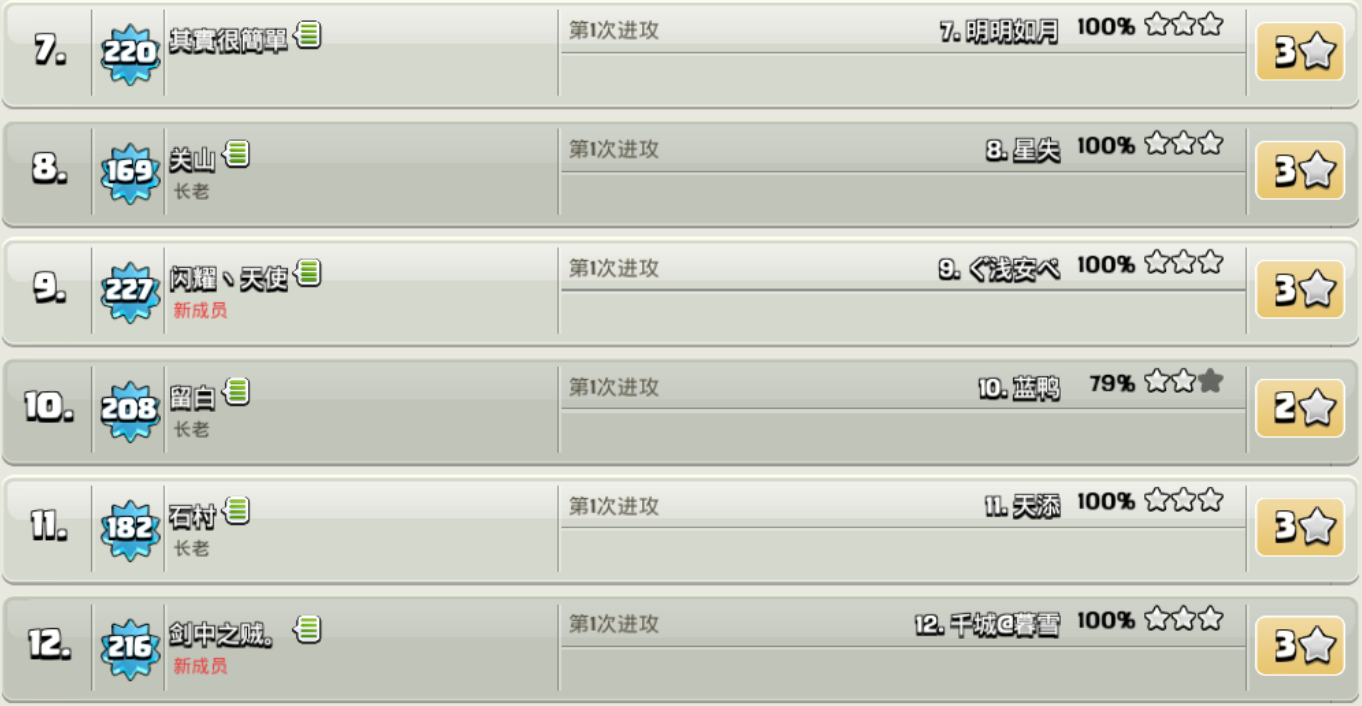 7. 220 其實很簡單 第1次进攻 7. 明明如月 100% 3
8. 169 关山 第1次进攻 8. 星失 100% 3
长老
9. 227 闪耀丶天使 第1次进攻 9. ぐ浅安ぺ 100% 3
新成员
10. 208 留白 第1次进攻 10. 蓝鸭 79% 2
长老
11. 182 石村 第1次进攻 11. 天添 100% 3
长老
12. 216 剑中之贼。 第1次进攻 12. 千城@暮雪 100% 3
新成员